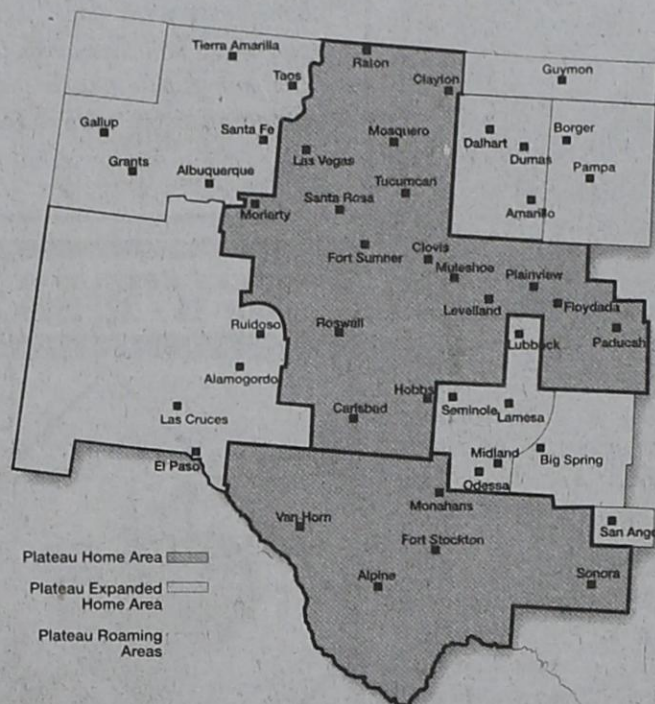 Tierra Amarilla
Raton
Taos
Clayton
Guymon
Gallup
Santa Fe
Mosquero
Dalhart
Borger
Dumas
Las Vegas
Grants
Albuquerque
Tucumcari
Pampa
Santa Rosa
Moriarty
Amarillo
Fort Sumner
Clovis
Muleshoe
Plainview
Levelland
Floydada
Ruidoso
Roswell
Lubbock
Paducah
Alamogordo
Hobbs
Las Cruces
Carlsbad
Seminole
Lamesa
El Paso
Midland
Big Spring
Odessa
Monahans
Van Horn
San Ange
Fort Stockton
Plateau Home Area
Alpine
Sonora
Plateau Expanded
Home Area
Plateau Roaming
Areas